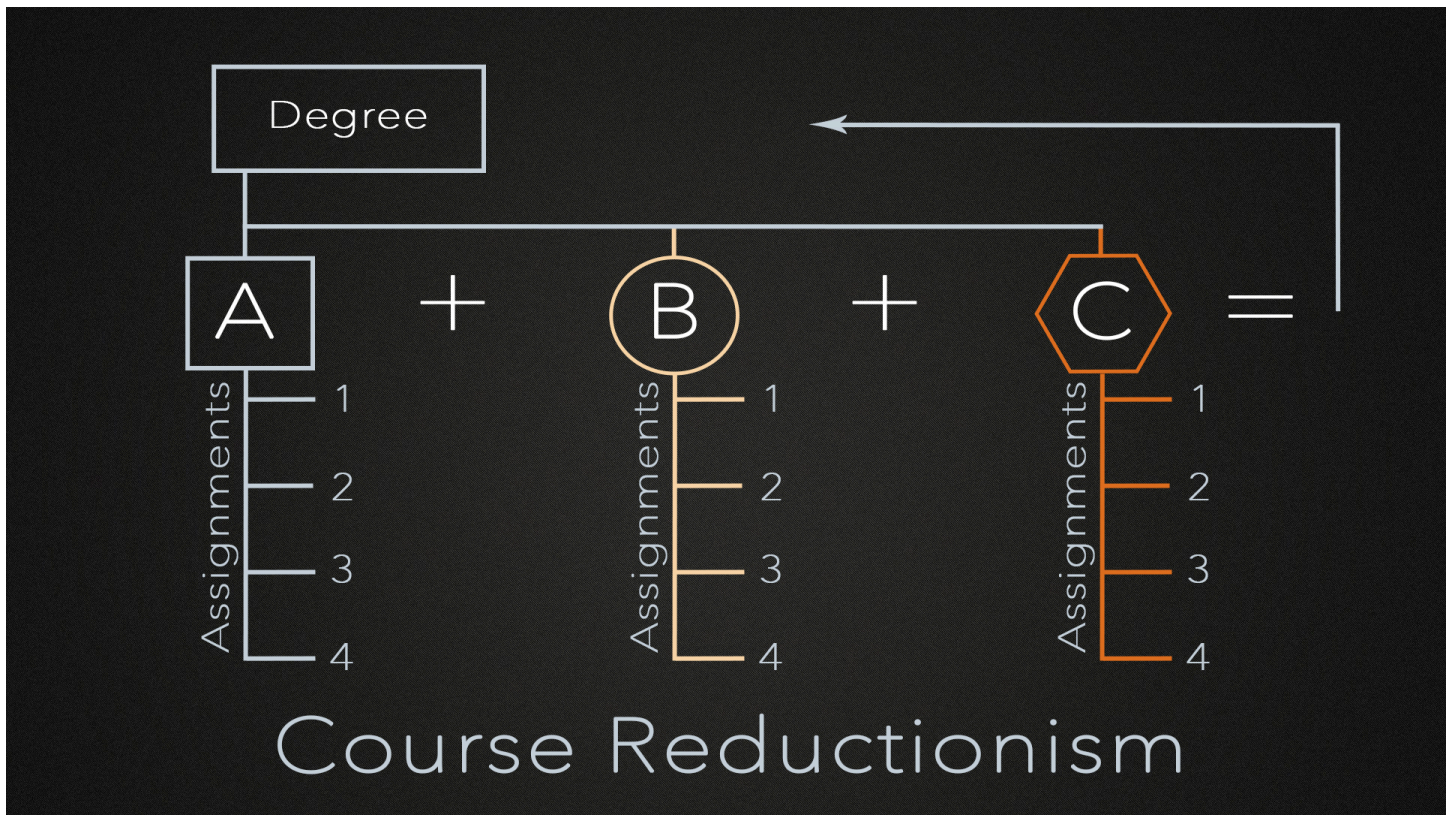 Degree
A + B + C =
Assignments
1
2
3
4
Assignments
1
2
3
4
Assignments
1
2
3
4
Course Reductionism